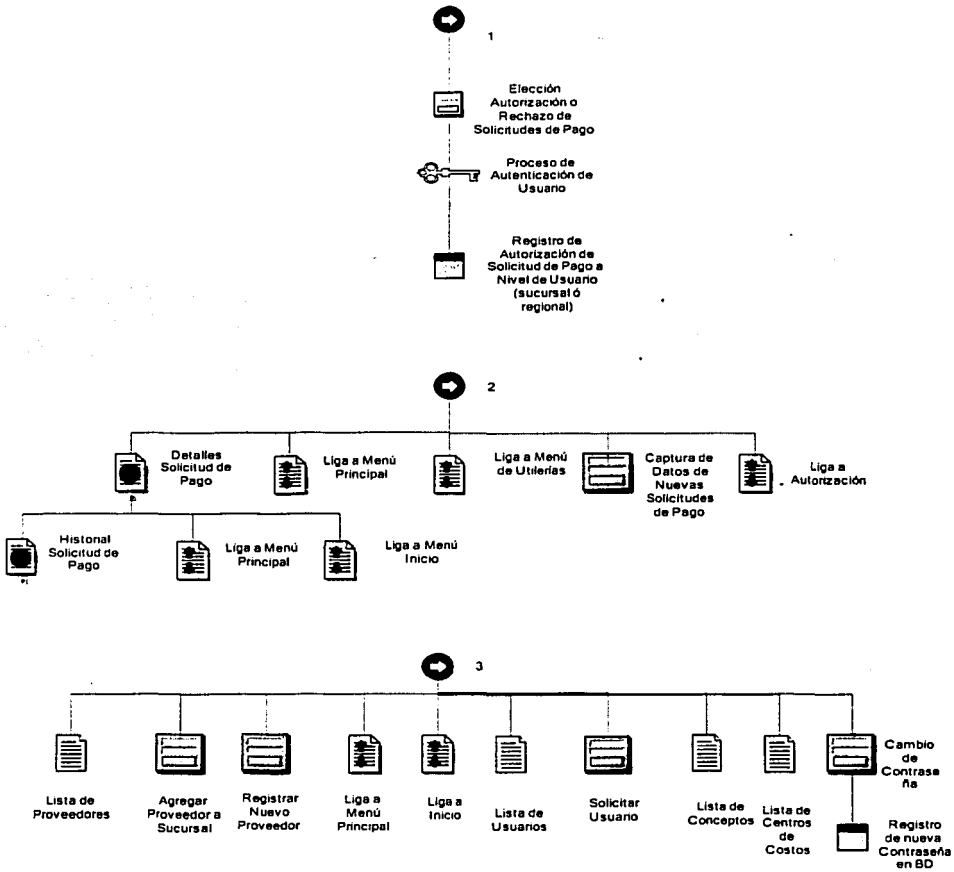 1
Elección
Autorización o
Rechazo de
Solicitudes de Pago
Proceso de
Autenticación de
Usuario
Registro de
Autorización de
Solicitud de Pago a
Nivel de Usuario
(sucursal ó
regional)
2
Detalles
Solicitud de
Pago
Liga a Menú
Principal
Liga a Menú
de Utilerías
Captura de
Datos de
Nuevas
Solicitudes
de Pago
Liga a
Autorización
Historial
Solicitud de
Pago
Liga a Menú
Principal
Liga a Menú
Inicio
3
Lista de
Proveedores
Agregar
Proveedor a
Sucursal
Registrar
Nuevo
Proveedor
Liga a
Menú
Principal
Liga a
Inicio
Lista de
Usuarios
Solicitar
Usuario
Lista de
Conceptos
Lista de
Centros
de
Costos
Cambio
de
Contrase
ña
Registro
de nueva
Contraseña
en BD